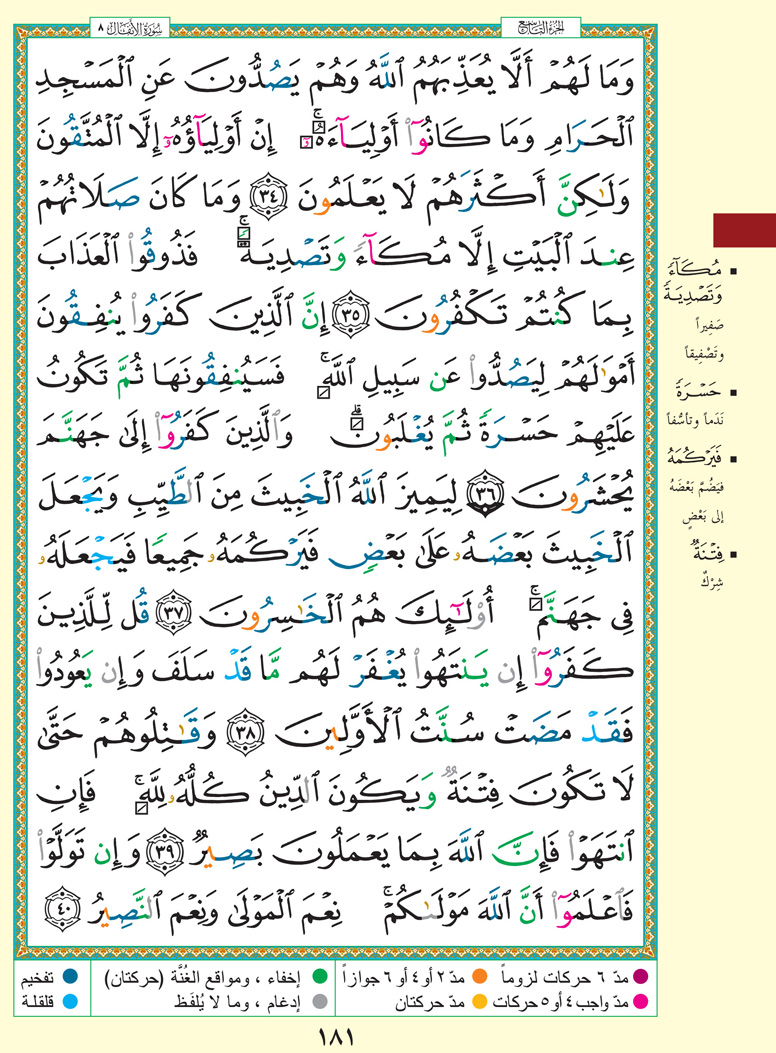 الجزء التاسع
سورة الأنفال ٨
وَمَا لَهُمْ أَلَّا يُعَذِّبَهُمُ ٱللَّهُ وَهُمْ يَصُدُّونَ عَنِ ٱلْمَسْجِدِ
ٱلْحَرَامِ وَمَا كَانُوٓا۟ أَوْلِيَآءَهُۥٓ ۚ إِنْ أَوْلِيَآؤُهُۥٓ إِلَّا ٱلْمُتَّقُونَ
وَلَـٰكِنَّ أَكْثَرَهُمْ لَا يَعْلَمُونَ ٣٤ وَمَا كَانَ صَلَاتُهُمْ
عِندَ ٱلْبَيْتِ إِلَّا مُكَآءً وَتَصْدِيَةً ۚ فَذُوقُوا۟ ٱلْعَذَابَ
بِمَا كُنتُمْ تَكْفُرُونَ ٣٥ إِنَّ ٱلَّذِينَ كَفَرُوا۟ يُنفِقُونَ
أَمْوَٰلَهُمْ لِيَصُدُّوا۟ عَن سَبِيلِ ٱللَّهِ ۚ فَسَيُنفِقُونَهَا ثُمَّ تَكُونُ
عَلَيْهِمْ حَسْرَةً ثُمَّ يُغْلَبُونَ ۗ وَٱلَّذِينَ كَفَرُوٓا۟ إِلَىٰ جَهَنَّمَ
يُحْشَرُونَ ٣٦ لِيَمِيزَ ٱللَّهُ ٱلْخَبِيثَ مِنَ ٱلطَّيِّبِ وَيَجْعَلَ
ٱلْخَبِيثَ بَعْضَهُۥ عَلَىٰ بَعْضٍ فَيَرْكُمَهُۥ جَمِيعًا فَيَجْعَلَهُۥ
فِى جَهَنَّمَ ۚ أُو۟لَـٰٓئِكَ هُمُ ٱلْخَـٰسِرُونَ ٣٧ قُل لِّلَّذِينَ
كَفَرُوٓا۟ إِن يَنتَهُوا۟ يُغْفَرْ لَهُم مَّا قَدْ سَلَفَ وَإِن يَعُودُوا۟
فَقَدْ مَضَتْ سُنَّتُ ٱلْأَوَّلِينَ ٣٨ وَقَـٰتِلُوهُمْ حَتَّىٰ
لَا تَكُونَ فِتْنَةٌ وَيَكُونَ ٱلدِّينُ كُلُّهُۥ لِلَّهِ ۚ فَإِنِ
ٱنتَهَوْا۟ فَإِنَّ ٱللَّهَ بِمَا يَعْمَلُونَ بَصِيرٌ ٣٩ وَإِن تَوَلَّوْا۟
فَٱعْلَمُوٓا۟ أَنَّ ٱللَّهَ مَوْلَىٰكُمْ ۚ نِعْمَ ٱلْمَوْلَىٰ وَنِعْمَ ٱلنَّصِيرُ ٤٠
▪ مُكَآءً
وَتَصْدِيَةً
صَفِيراً
وتَصْفِيقاً
▪ حَسْرَةً
نَدَماً وتأسُّفاً
▪ فَيَرْكُمَهُ
فيَضُمَّ بَعْضَهُ
إلى بَعْضٍ
▪ فِتْنَةٌ
شِرْكٌ
● مدّ ٦ حركات لزوماً ● مدّ ٢ أو ٤ أو ٦ جوازاً ● إخفاء ، ومواقع الغُنَّة (حركتان) ● تفخيم
● مدّ واجب ٤ أو ٥ حركات ● مدّ حركتان ● إدغام ، وما لا يُلفَظ ● قلقلة
١٨١